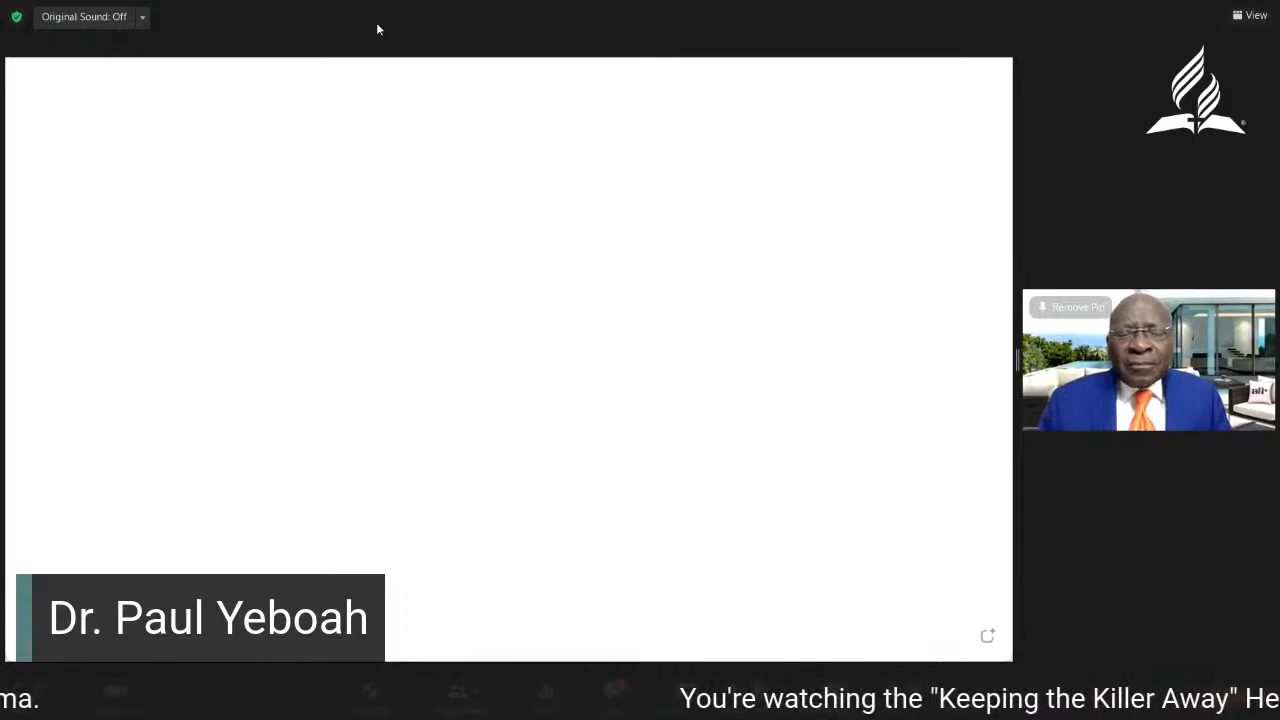 Original Sound: Off
View
Remove Pin
Dr. Paul Yeboah
ma.
You're watching the "Keeping the Killer Away" He